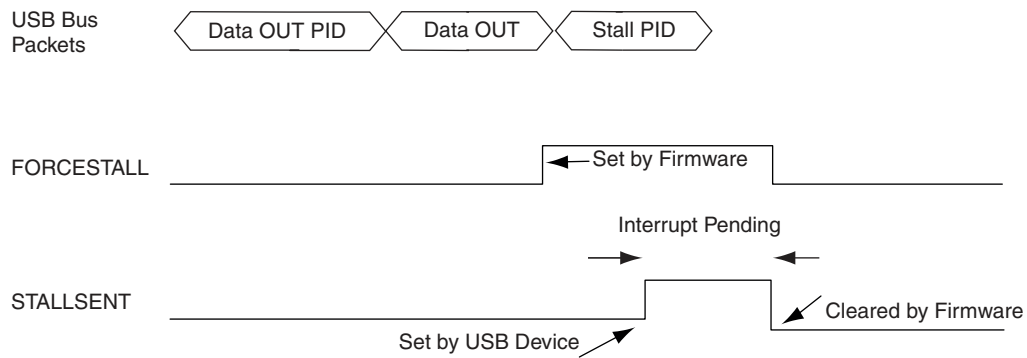 USB Bus
Packets
Data OUT PID
Data OUT
Stall PID
FORCESTALL
Set by Firmware
Interrupt Pending
STALLSENT
Cleared by Firmware
Set by USB Device